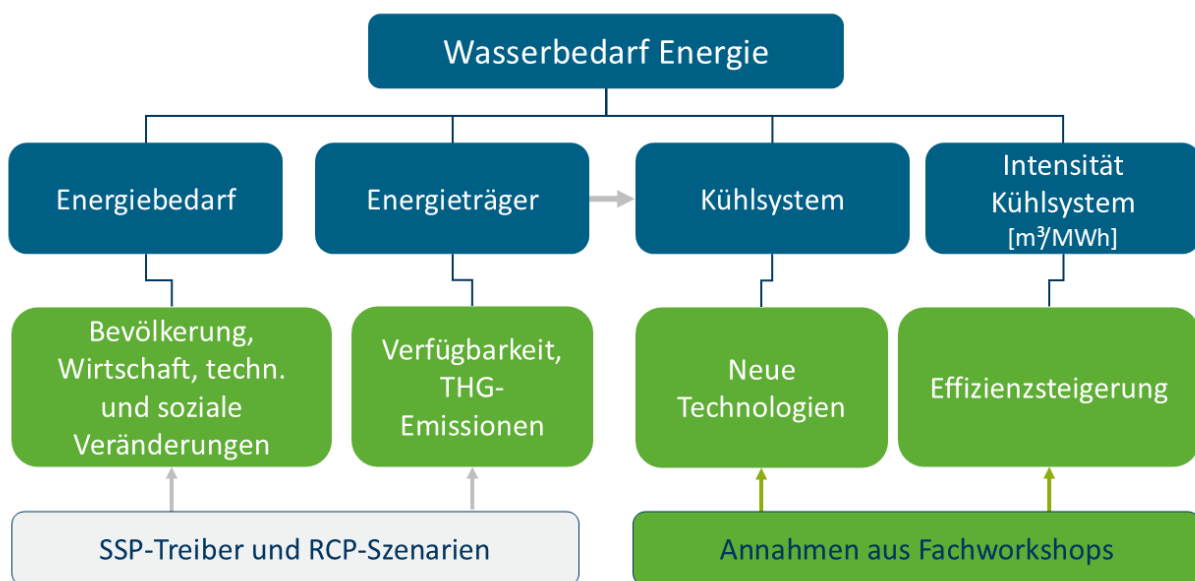 Wasserbedarf Energie
Energiebedarf
Energieträger
Kühlsystem
Intensität
Kühlsystem
[m³/MWh]
Bevölkerung,
Wirtschaft, techn.
und soziale
Veränderungen
Verfügbarkeit,
THG-
Emissionen
Neue
Technologien
Effizienzsteigerung
SSP-Treiber und RCP-Szenarien
Annahmen aus Fachworkshops